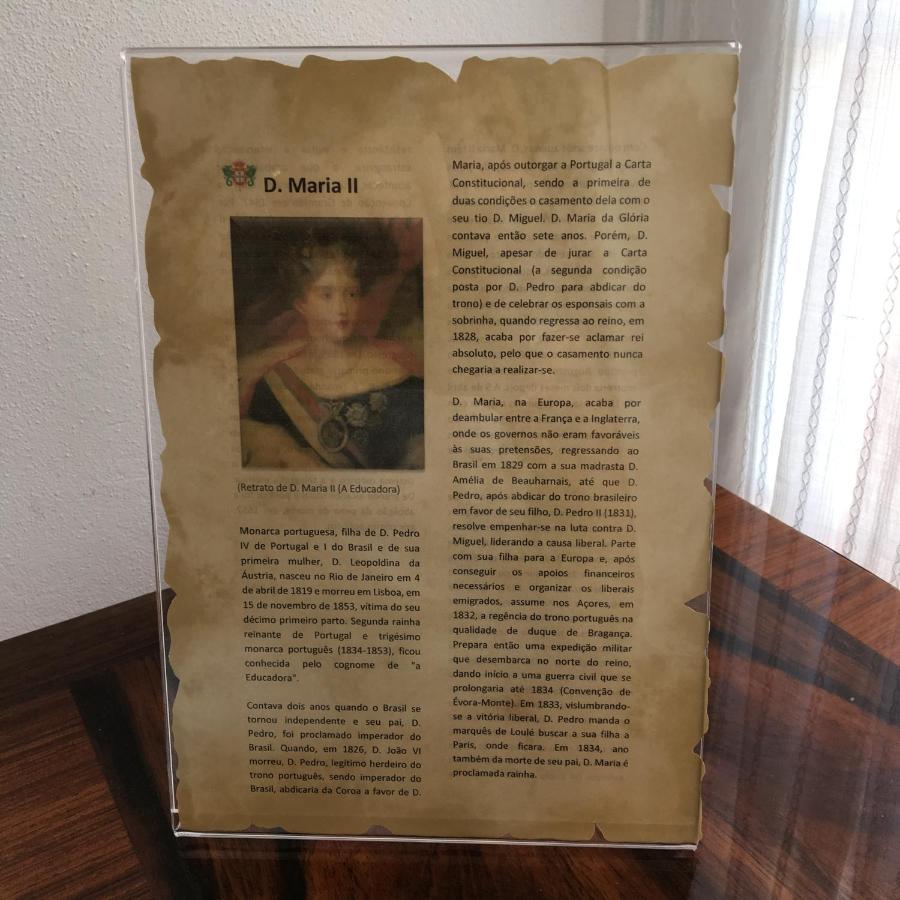 D. Maria II
(Retrato de D. Maria II (A Educadora)
Monarca portuguesa, filha de D. Pedro
IV de Portugal e I do Brasil e de sua
primeira mulher, D. Leopoldina da
Áustria, nasceu no Rio de Janeiro em 4
de abril de 1819 e morreu em Lisboa, em
15 de novembro de 1853, vítima do seu
décimo primeiro parto. Segunda rainha
reinante de Portugal e trigésimo
monarca português (1834-1853), ficou
conhecida pelo cognome de "a
Educadora".
Contava dois anos quando o Brasil se
tornou independente e seu pai, D.
Pedro, foi proclamado imperador do
Brasil. Quando, em 1826, D. João VI
morreu, D. Pedro, legítimo herdeiro do
trono português, sendo imperador do
Brasil, abdicaria da Coroa a favor de D.
Maria, após outorgar a Portugal a Carta
Constitucional, sendo a primeira de
duas condições o casamento dela com o
seu tio D. Miguel. D. Maria da Glória
contava então sete anos. Porém, D.
Miguel, apesar de jurar a Carta
Constitucional (a segunda condição
posta por D. Pedro para abdicar do
trono) e de celebrar os esponsais com a
sobrinha, quando regressa ao reino, em
1828, acaba por fazer-se aclamar rei
absoluto, pelo que o casamento nunca
chegaria a realizar-se.
D. Maria, na Europa, acaba por
deambular entre a França e a Inglaterra,
onde os governos não eram favoráveis
às suas pretensões, regressando ao
Brasil em 1829 com a sua madrasta D.
Amélia de Beauharnais, até que D.
Pedro, após abdicar do trono brasileiro
em favor de seu filho, D. Pedro II (1831),
resolve empenhar-se na luta contra D.
Miguel, liderando a causa liberal. Parte
com sua filha para a Europa e, após
conseguir os apoios financeiros
necessários e organizar os liberais
emigrados, assume nos Açores, em
1832, a regência do trono português na
qualidade de duque de Bragança.
Prepara então uma expedição militar
que desembarca no norte do reino,
dando início a uma guerra civil que se
prolongaria até 1834 (Convenção de
Évora-Monte). Em 1833, vislumbrando-
se a vitória liberal, D. Pedro manda o
marquês de Loulé buscar a sua filha a
Paris, onde ficara. Em 1834, ano
também da morte de seu pai, D. Maria é
proclamada rainha.